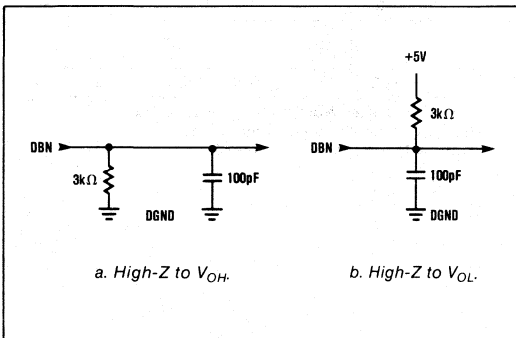 +5V
3kΩ
DBN
3kΩ
100pF
DGND
DBN
100pF
DGND
a. High-Z to VOH.
b. High-Z to VOL.